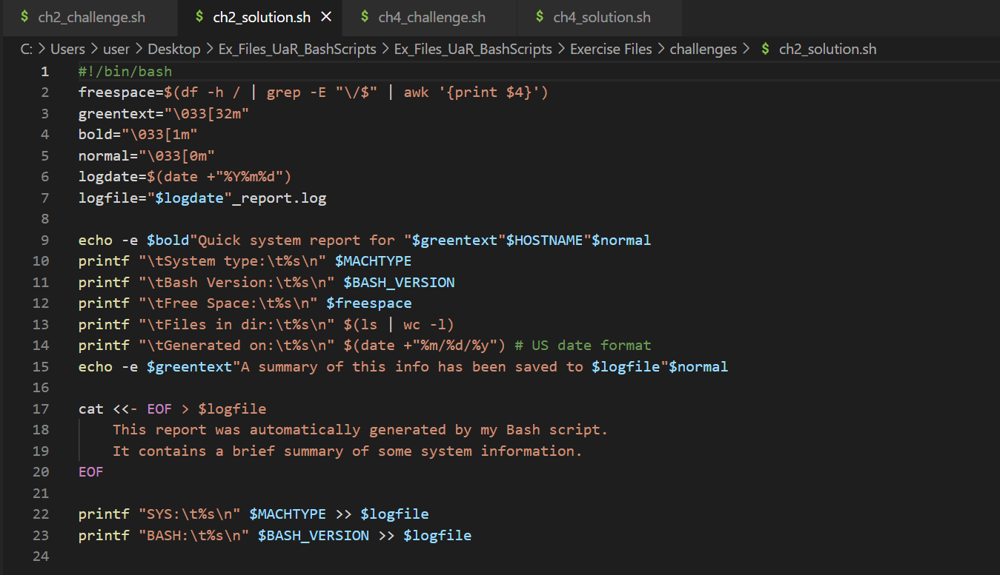 $ ch2_challenge.sh $ ch2_solution.sh × $ ch4_challenge.sh $ ch4_solution.sh
C: > Users > user > Desktop > Ex_Files_UaR_BashScripts > Ex_Files_UaR_BashScripts > Exercise Files > challenges > $ ch2_solution.sh
1 #!/bin/bash
2 freespace=$(df -h / | grep -E "\/$" | awk '{print $4}')
3 greentext="\033[32m"
4 bold="\033[1m"
5 normal="\033[0m"
6 logdate=$(date +"%Y%m%d")
7 logfile="$logdate"_report.log
8
9 echo -e $bold"Quick system report for "$greentext"$HOSTNAME"$normal
10 printf "\tSystem type:\t%s\n" $MACHTYPE
11 printf "\tBash Version:\t%s\n" $BASH_VERSION
12 printf "\tFree Space:\t%s\n" $freespace
13 printf "\tFiles in dir:\t%s\n" $(ls | wc -l)
14 printf "\tGenerated on:\t%s\n" $(date +"%m/%d/%y") # US date format
15 echo -e $greentext"A summary of this info has been saved to $logfile"$normal
16
17 cat <<- EOF > $logfile
18     This report was automatically generated by my Bash script.
19     It contains a brief summary of some system information.
20 EOF
21
22 printf "SYS:\t%s\n" $MACHTYPE >> $logfile
23 printf "BASH:\t%s\n" $BASH_VERSION >> $logfile
24